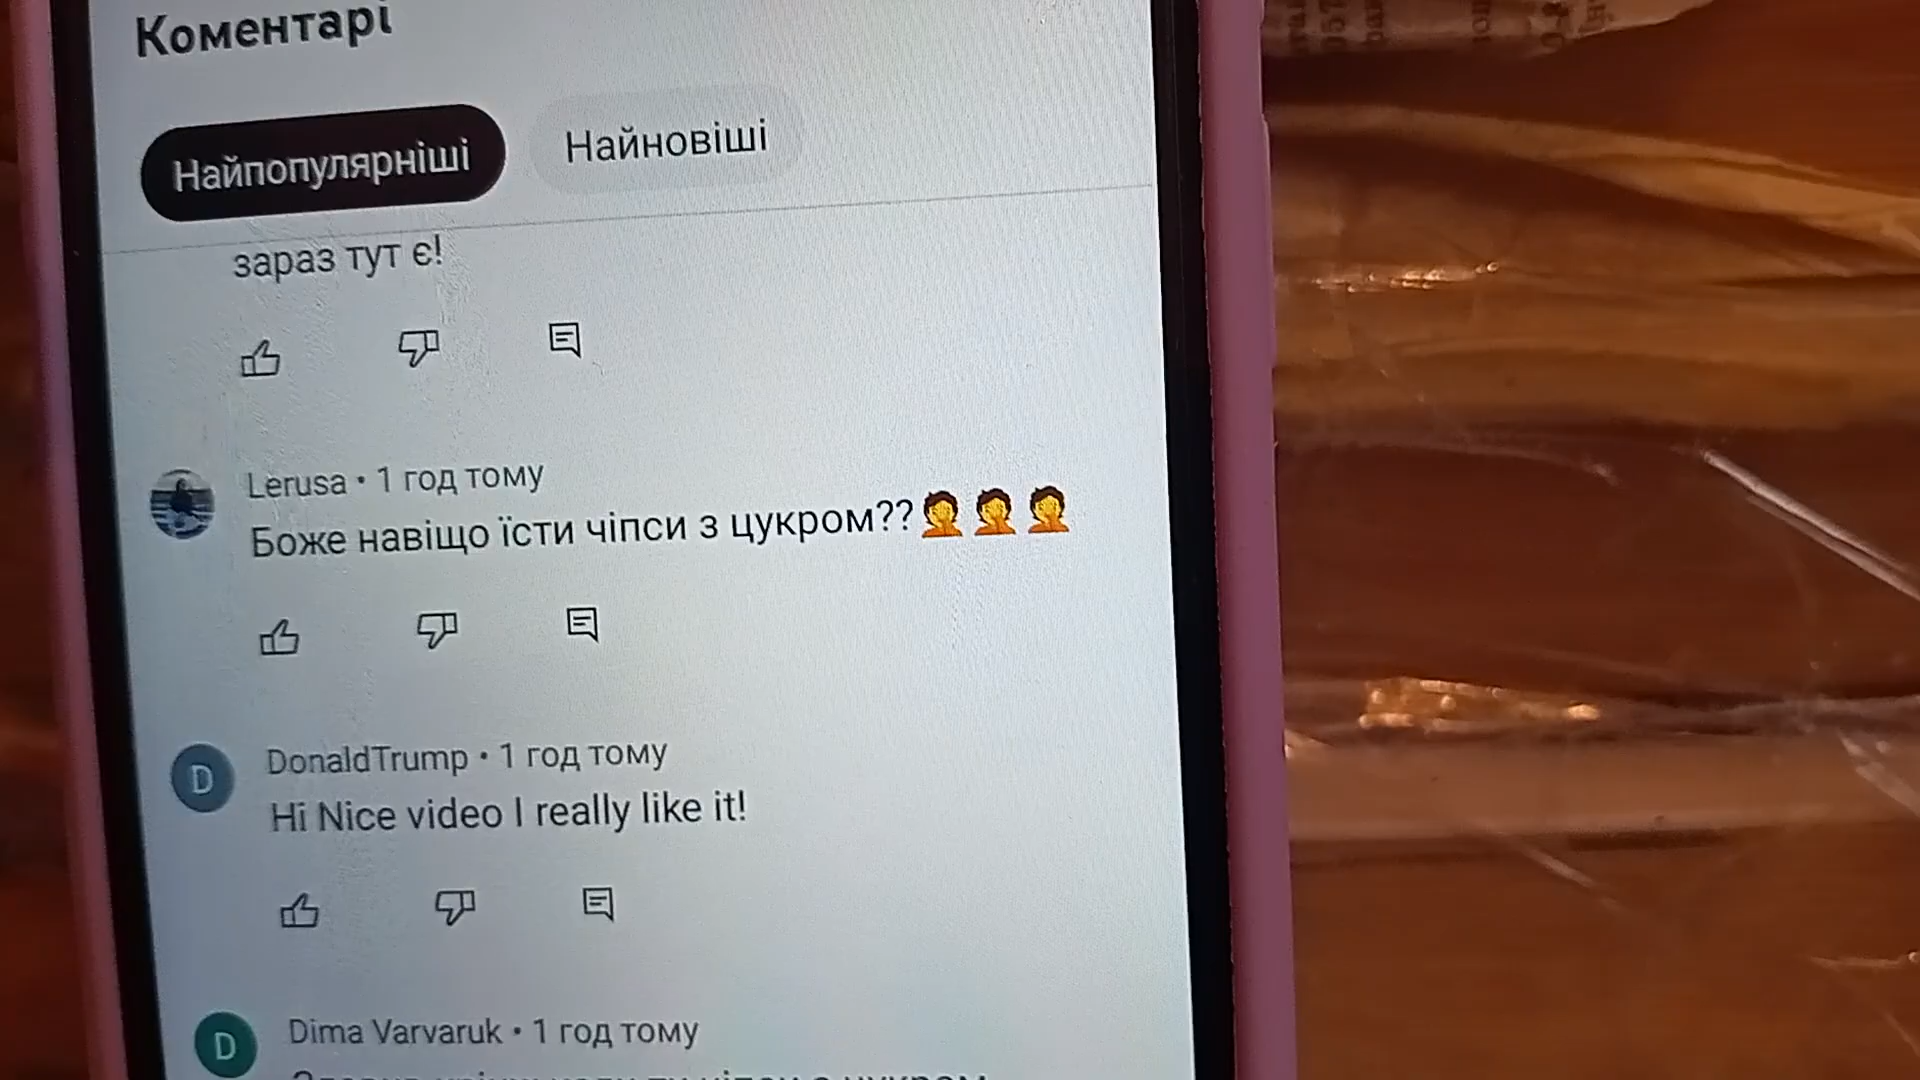 Коментарі
Найпопулярніші
Найновіші
зараз тут є!
Lerusa • 1 год тому
Боже навіщо їсти чіпси з цукром??🤦🤦🤦
DonaldTrump • 1 год тому
Hi Nice video I really like it!
Dima Varvaruk • 1 год тому